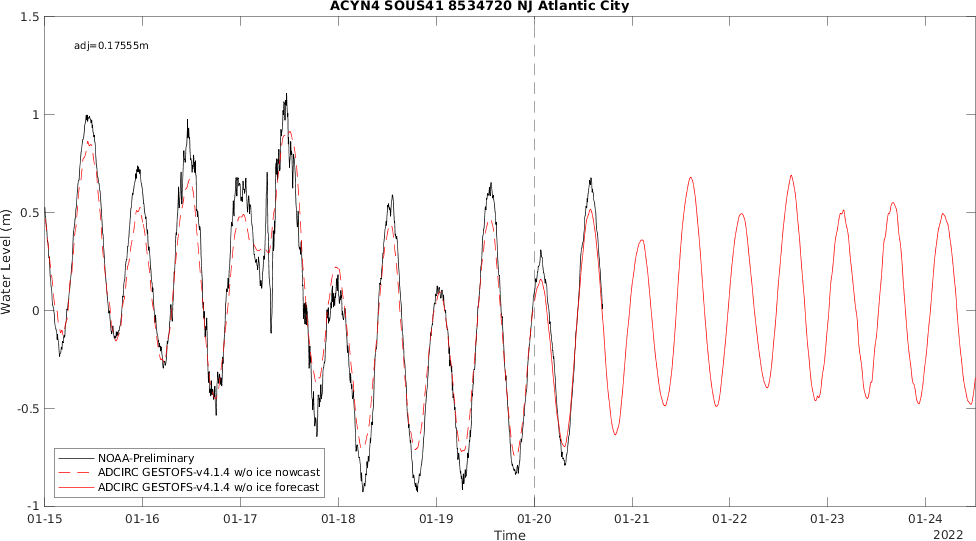 ACYN4 SOUS41 8534720 NJ Atlantic City
adj=0.17555m
1.5
1
0.5
0
-0.5
-1
Water Level (m)
NOAA-Preliminary
ADCIRC GESTOFS-v4.1.4 w/o ice nowcast
ADCIRC GESTOFS-v4.1.4 w/o ice forecast
01-15 01-16 01-17 01-18 01-19 01-20 01-21 01-22 01-23 01-24
Time
2022